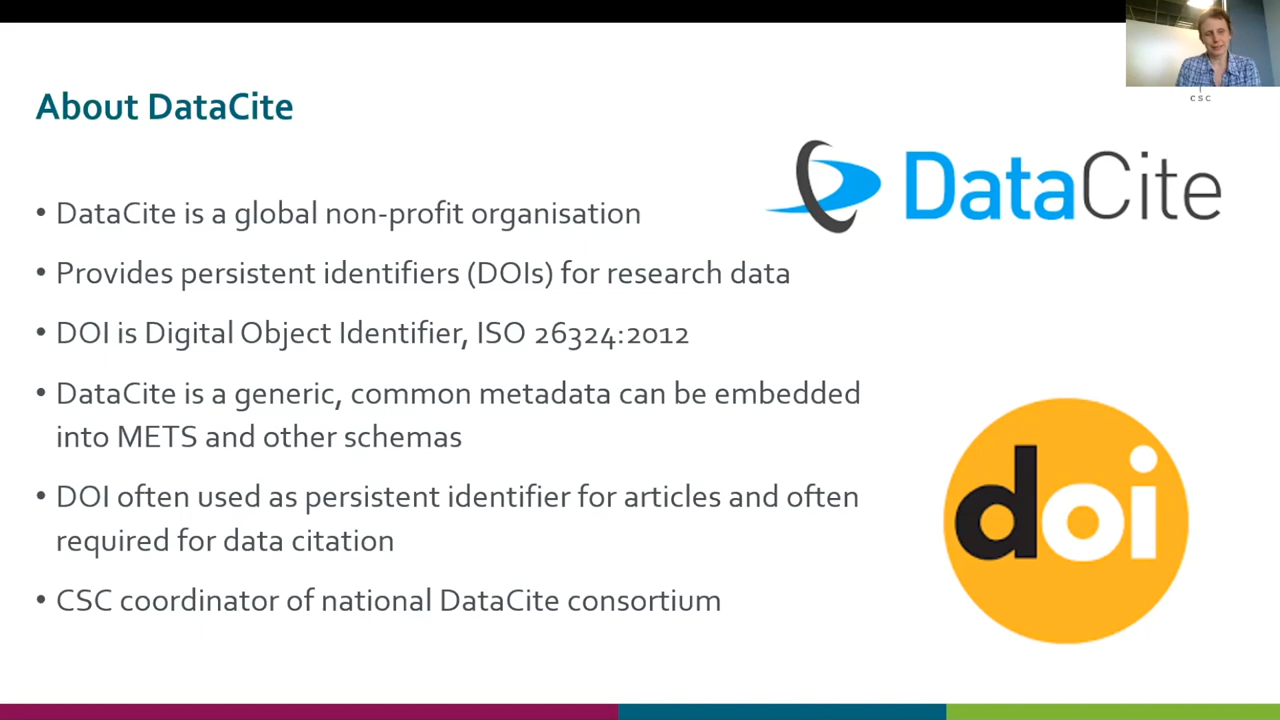 csc
About DataCite
DataCite
• DataCite is a global non-profit organisation
• Provides persistent identifiers (DOIs) for research data
• DOI is Digital Object Identifier, ISO 26324:2012
• DataCite is a generic, common metadata can be embedded
into METS and other schemas
• DOI often used as persistent identifier for articles and often
required for data citation
• CSC coordinator of national DataCite consortium
doi